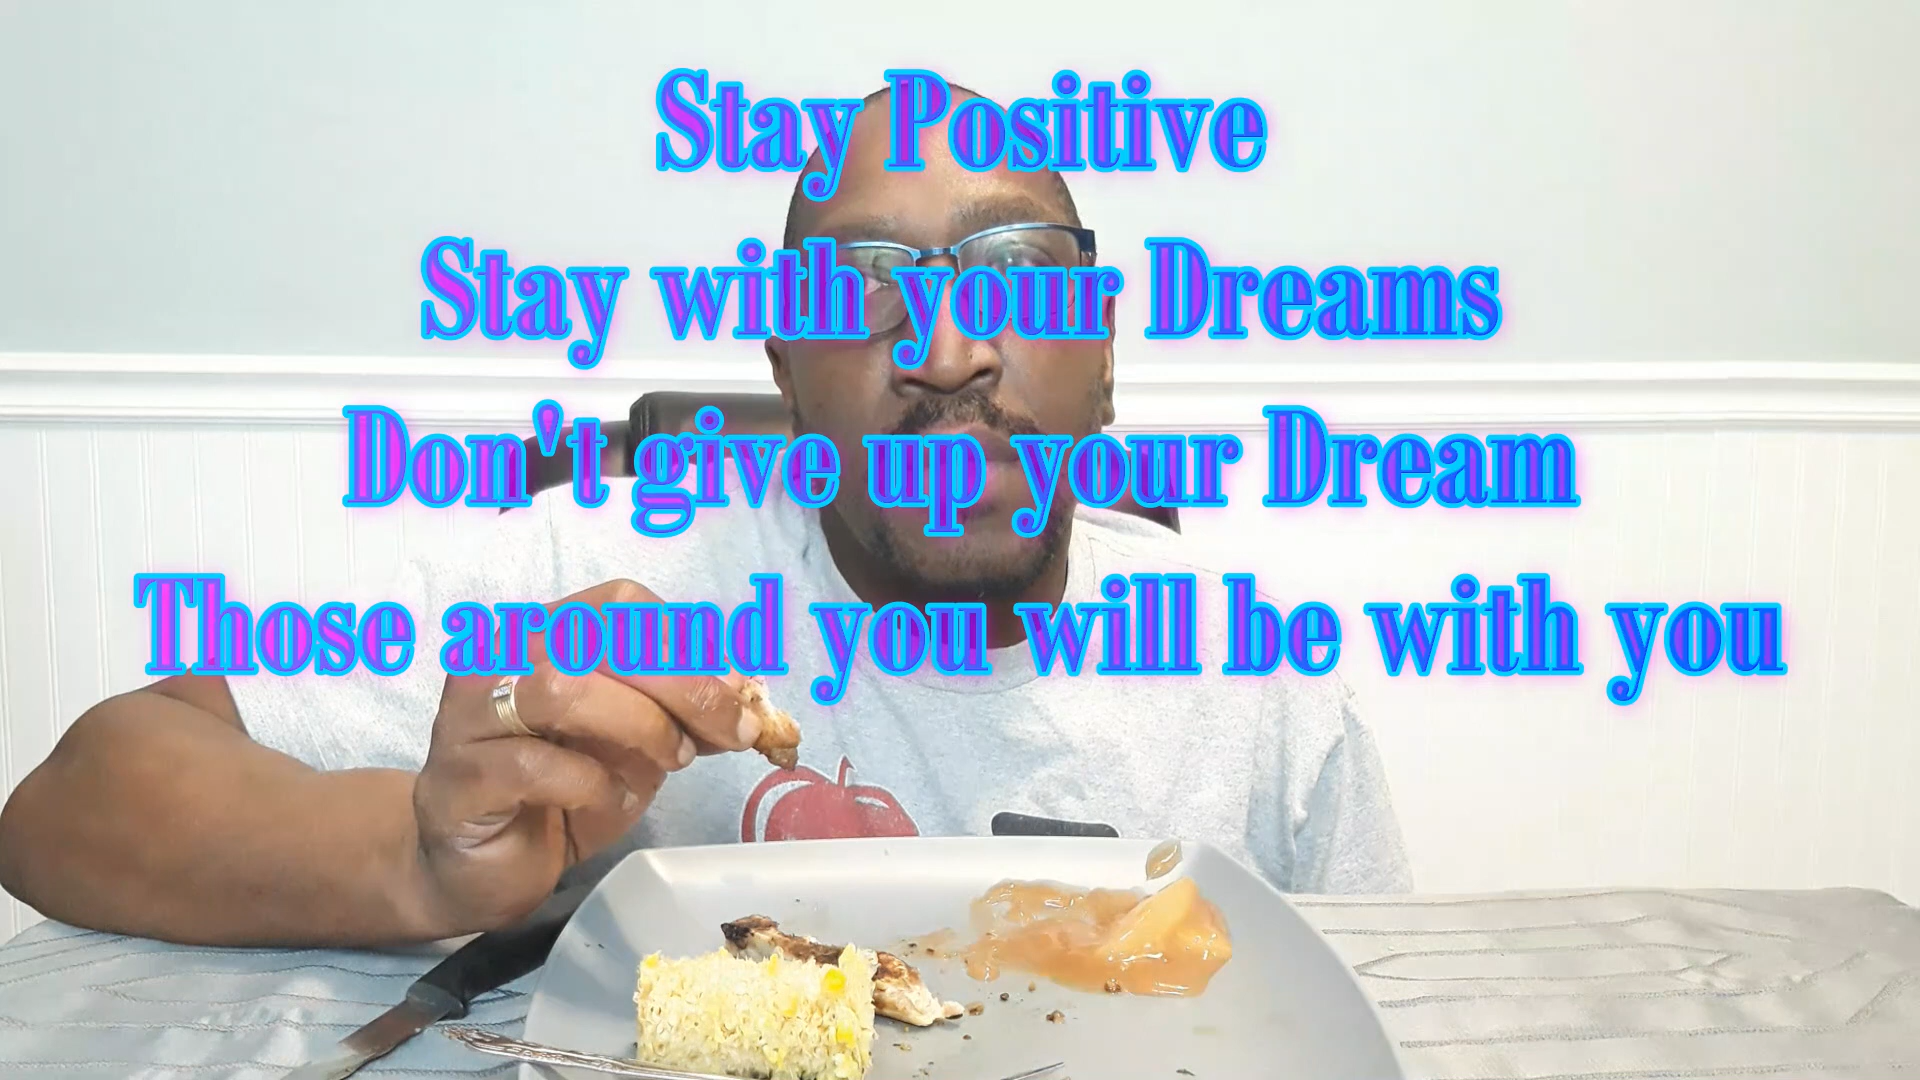 Stay Positive
Stay with your Dreams
Don't give up your Dream
Those around you will be with you